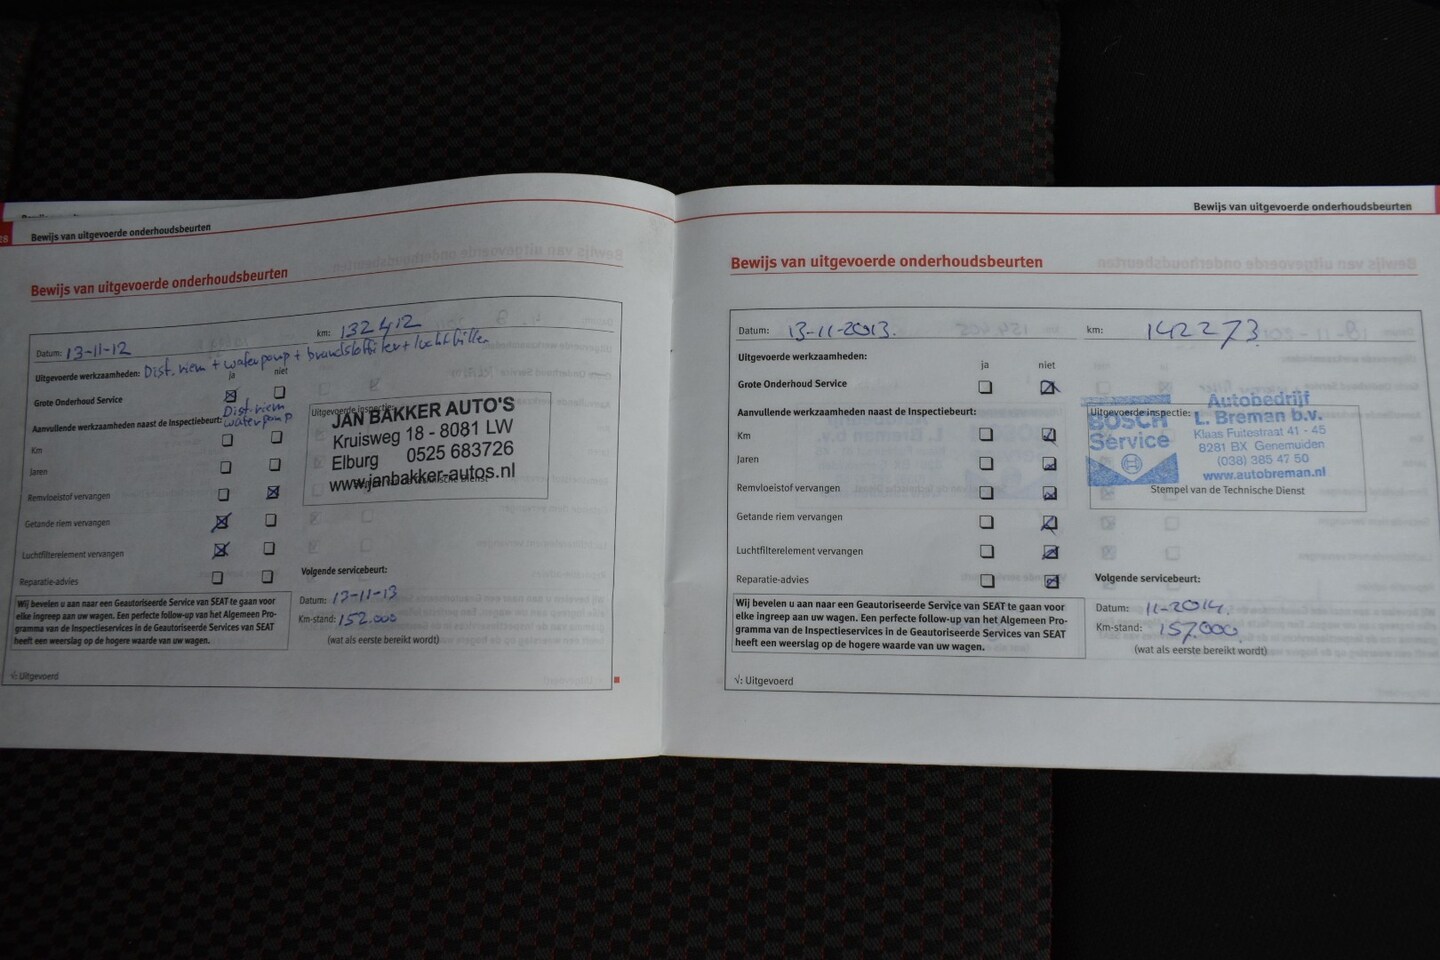 28
Bewijs van uitgevoerde onderhoudsbeurten
Bewijs van uitgevoerde onderhoudsbeurten
Datum: 13-11-12 km: 132412
Uitgevoerde werkzaamheden: Dist. riem + waterpomp + brandstoffilter + luchtfilter
ja niet
Grote Onderhoud Service
Dist. riem
Aanvullende werkzaamheden naast de Inspectiebeurt: waterpomp
Km
Jaren
Remvloeistof vervangen
Getande riem vervangen
Luchtfilterelement vervangen
Reparatie-advies
Uitgevoerde inspectie:
JAN BAKKER AUTO'S
Kruisweg 18 - 8081 LW
Elburg 0525 683726
www.janbakker-autos.nl
Wij bevelen u aan naar een Geautoriseerde Service van SEAT te gaan voor
elke ingreep aan uw wagen. Een perfecte follow-up van het Algemeen Pro-
gramma van de Inspectieservices in de Geautoriseerde Services van SEAT
heeft een weerslag op de hogere waarde van uw wagen.
Volgende servicebeurt:
Datum: 13-11-13
Km-stand: 152.000
(wat als eerste bereikt wordt)
√: Uitgevoerd
Bewijs van uitgevoerde onderhoudsbeurten
Bewijs van uitgevoerde onderhoudsbeurten
Datum: 13-11-2013. km: 142273
Uitgevoerde werkzaamheden:
ja niet
Grote Onderhoud Service
Aanvullende werkzaamheden naast de Inspectiebeurt:
Km
Jaren
Remvloeistof vervangen
Getande riem vervangen
Luchtfilterelement vervangen
Reparatie-advies
Uitgevoerde inspectie:
BOSCH
Service
Autobedrijf
L. Breman b.v.
Klaas Fuitestraat 41 - 45
8281 BX Genemuiden
(038) 385 47 50
www.autobreman.nl
Stempel van de Technische Dienst
Wij bevelen u aan naar een Geautoriseerde Service van SEAT te gaan voor
elke ingreep aan uw wagen. Een perfecte follow-up van het Algemeen Pro-
gramma van de Inspectieservices in de Geautoriseerde Services van SEAT
heeft een weerslag op de hogere waarde van uw wagen.
Volgende servicebeurt:
Datum: 11-2014.
Km-stand: 157.000
(wat als eerste bereikt wordt)
√: Uitgevoerd